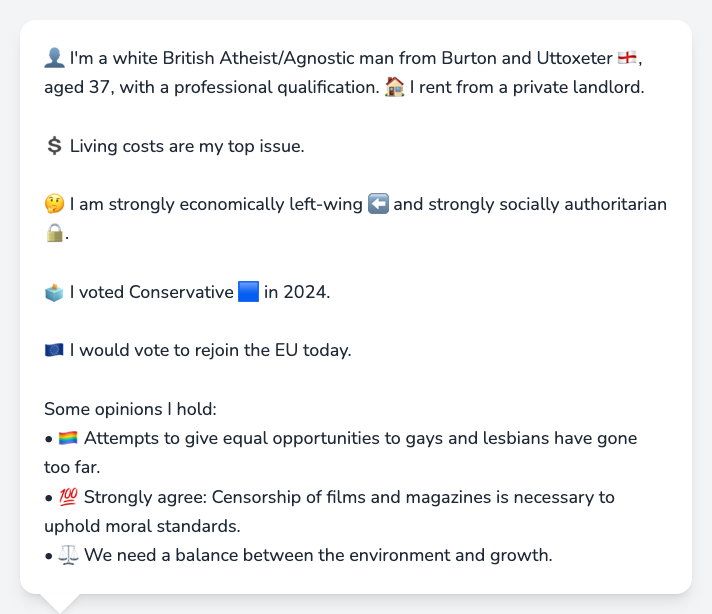 👤 I'm a white British Atheist/Agnostic man from Burton and Uttoxeter 🏴󠁧󠁢󠁥󠁮󠁧󠁿,
aged 37, with a professional qualification. 🏠 I rent from a private landlord.
💲 Living costs are my top issue.
🤔 I am strongly economically left-wing ⬅️ and strongly socially authoritarian
🔒.
🗳️ I voted Conservative 🟦 in 2024.
🇪🇺 I would vote to rejoin the EU today.
Some opinions I hold:
• 🏳️‍🌈 Attempts to give equal opportunities to gays and lesbians have gone
too far.
• 💯 Strongly agree: Censorship of films and magazines is necessary to
uphold moral standards.
• ⚖️ We need a balance between the environment and growth.